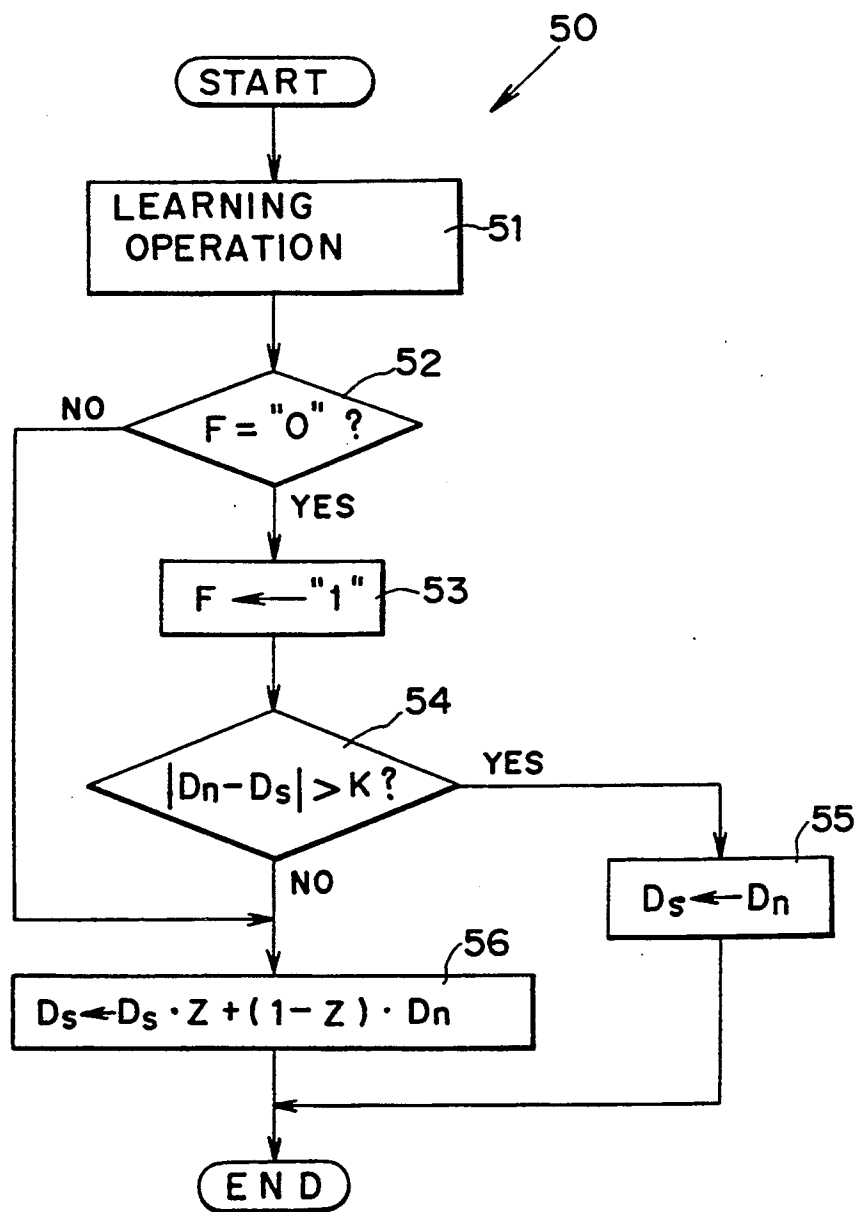 50
START
LEARNING
OPERATION
51
52
NO
F = "0" ?
YES
F ← "1"
53
54
|Dn-Ds| > K ?
YES
NO
55
Ds ← Dn
56
Ds ← Ds · Z + (1 - Z) · Dn
END